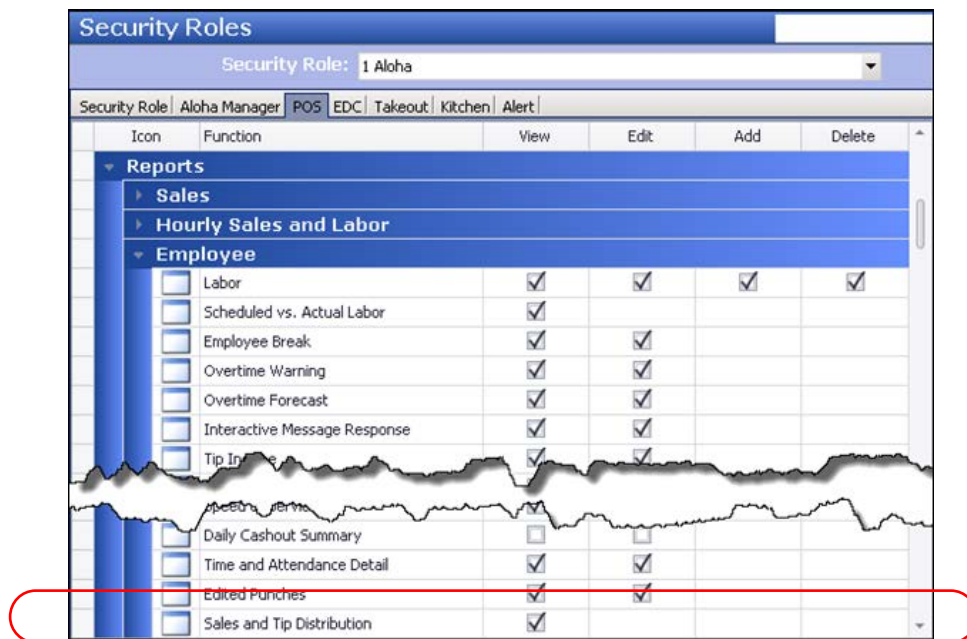 Security Roles
Security Role: 1 Aloha
Security Role Aloha Manager POS EDC Takeout Kitchen Alert
Icon Function View Edit Add Delete
Reports
Sales
Hourly Sales and Labor
Employee
Labor
Scheduled vs. Actual Labor
Employee Break
Overtime Warning
Overtime Forecast
Interactive Message Response
Tip
Daily Cashout Summary
Time and Attendance Detail
Edited Punches
Sales and Tip Distribution